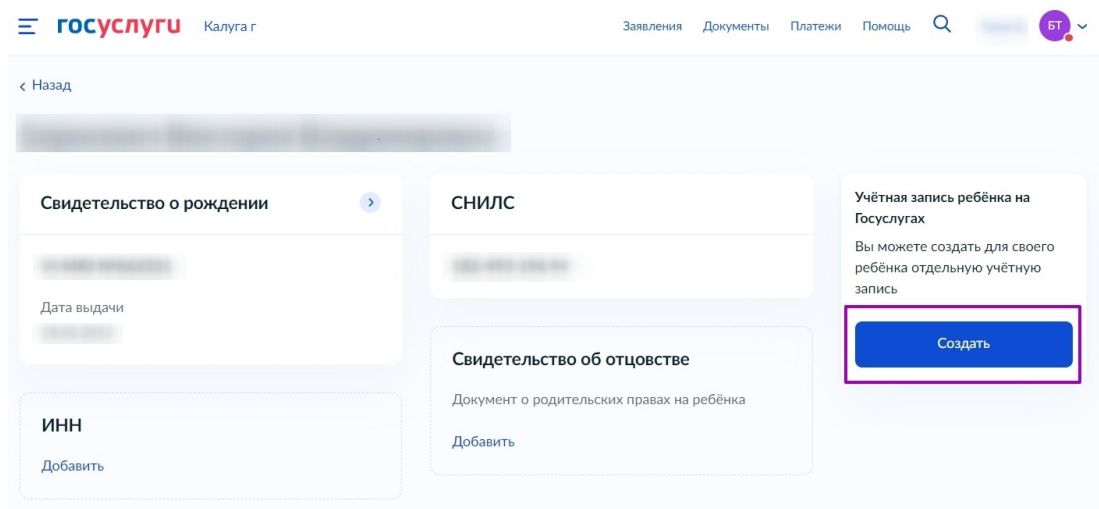 госуслуги Калуга г Заявления Документы Платежи Помощь БТ
Назад
Свидетельство о рождении
Дата выдачи
ИНН
Добавить
СНИЛС
Свидетельство об отцовстве
Документ о родительских правах на ребёнка
Добавить
Учётная запись ребёнка на
Госуслугах
Вы можете создать для своего
ребёнка отдельную учётную
запись
Создать